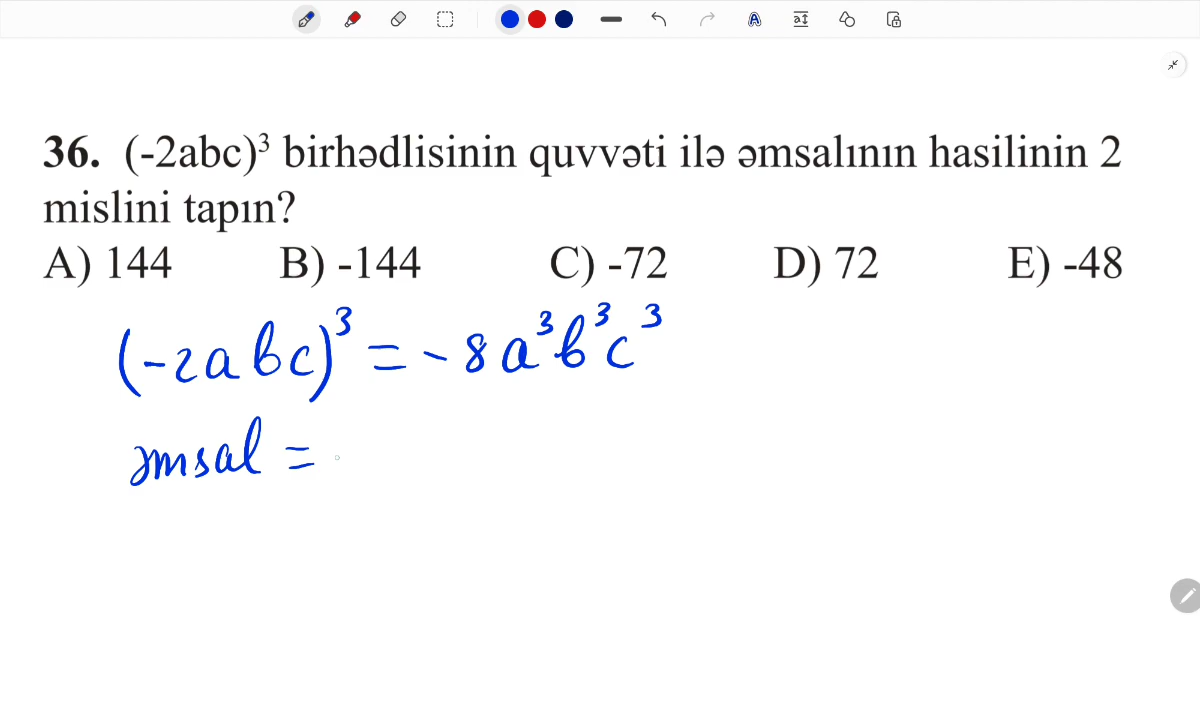 36. (-2abc)³ birhədlisinin quvvəti ilə əmsalının hasilinin 2
mislini tapın?
A) 144 B) -144 C) -72 D) 72 E) -48
(-2abc)³ = -8a³b³c³
əmsal =